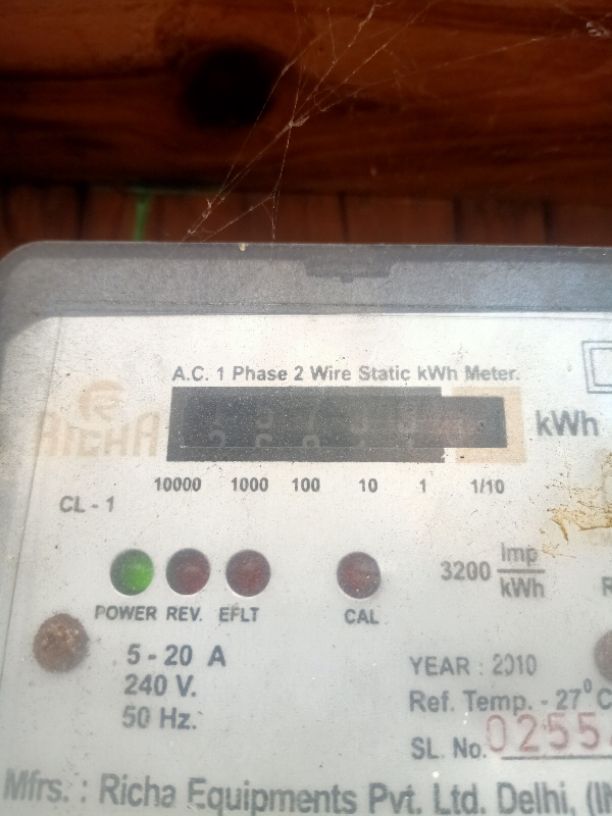 A.C. 1 Phase 2 Wire Static kWh Meter.
RICHA
kWh
10000 1000 100 10 1 1/10
CL - 1
3200 Imp
kWh
POWER REV. EFLT CAL
5 - 20 A
240 V.
50 Hz.
YEAR : 2010
Ref. Temp. - 27°C
SL. No. 0255
Mfrs. : Richa Equipments Pvt. Ltd. Delhi,